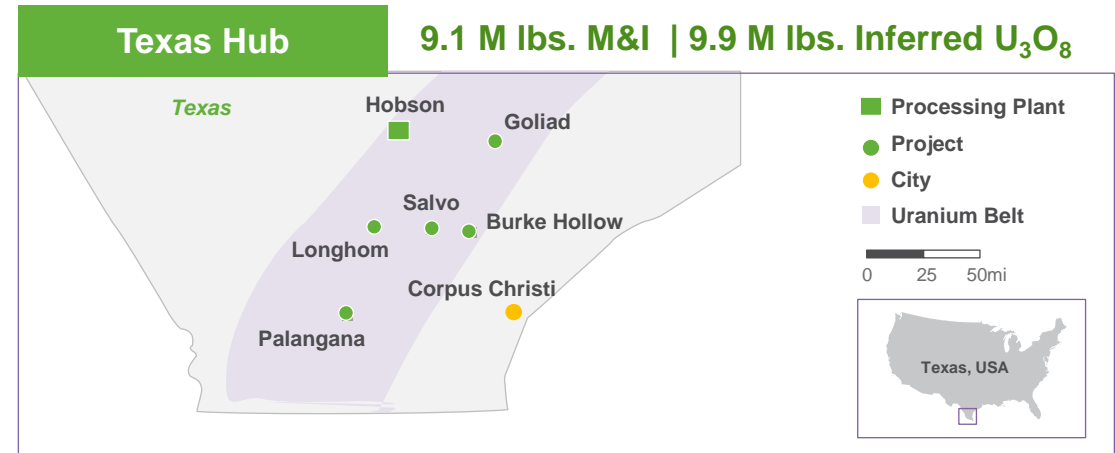 Texas Hub
9.1 M lbs. M&I | 9.9 M lbs. Inferred U₃O₈
Texas
Hobson
Goliad
Salvo
Burke Hollow
Longhom
Corpus Christi
Palangana
Processing Plant
Project
City
Uranium Belt
0 25 50mi
Texas, USA